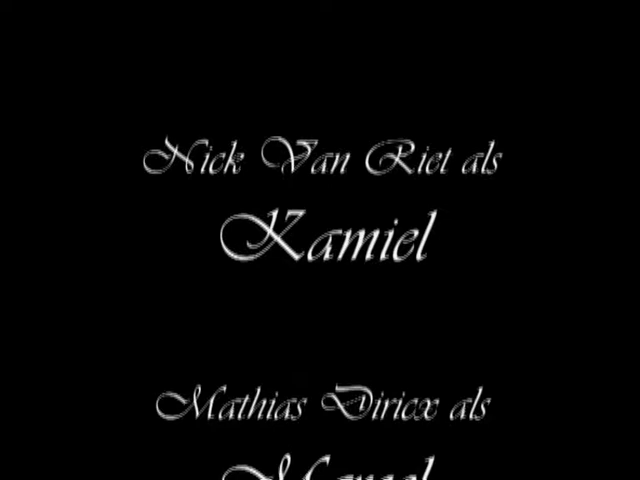 Nick Van Riet als
Kamiel
Mathias Diricx als